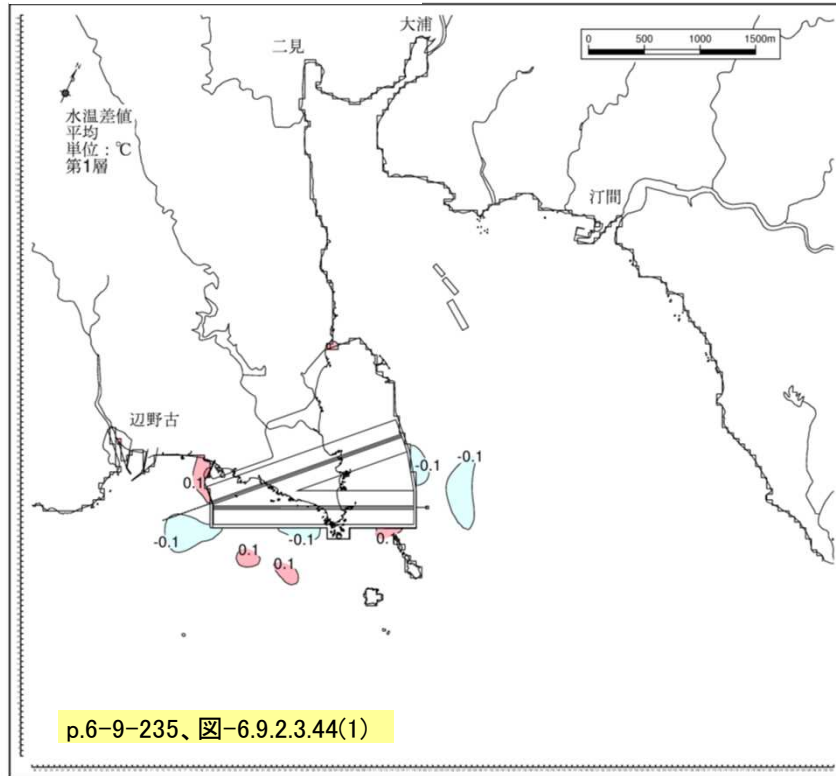 大浦
二見
0 500 1000 1500m
N
水温差値
平均
単位：℃
第1層
汀間
辺野古
-0.1
-0.1
0.1
-0.1
-0.1
0.1
0.1
0.1
p.6-9-235、図-6.9.2.3.44(1)